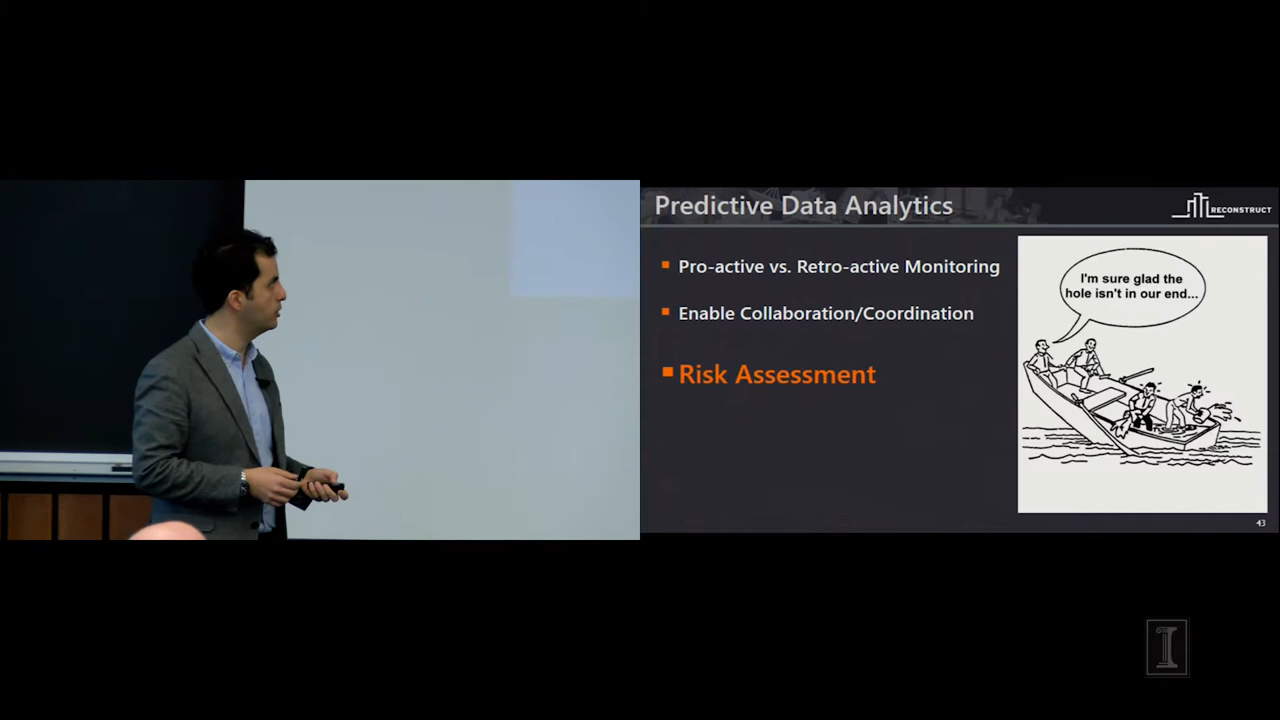 Predictive Data Analytics
RECONSTRUCT
Pro-active vs. Retro-active Monitoring
Enable Collaboration/Coordination
Risk Assessment
I'm sure glad the
hole isn't in our end...
43
I